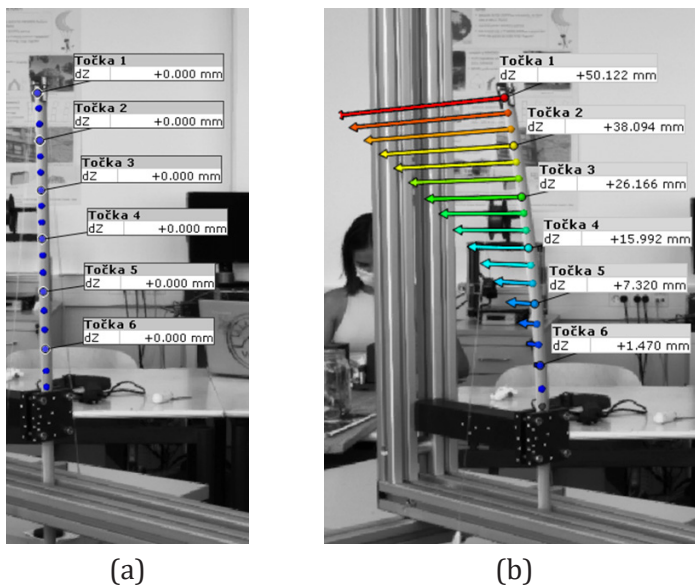 Točka 1
dZ +0.000 mm
Točka 2
dZ +0.000 mm
Točka 3
dZ +0.000 mm
Točka 4
dZ +0.000 mm
Točka 5
dZ +0.000 mm
Točka 6
dZ +0.000 mm
(a)
Točka 1
dZ +50.122 mm
Točka 2
dZ +38.094 mm
Točka 3
dZ +26.166 mm
Točka 4
dZ +15.992 mm
Točka 5
dZ +7.320 mm
Točka 6
dZ +1.470 mm
(b)